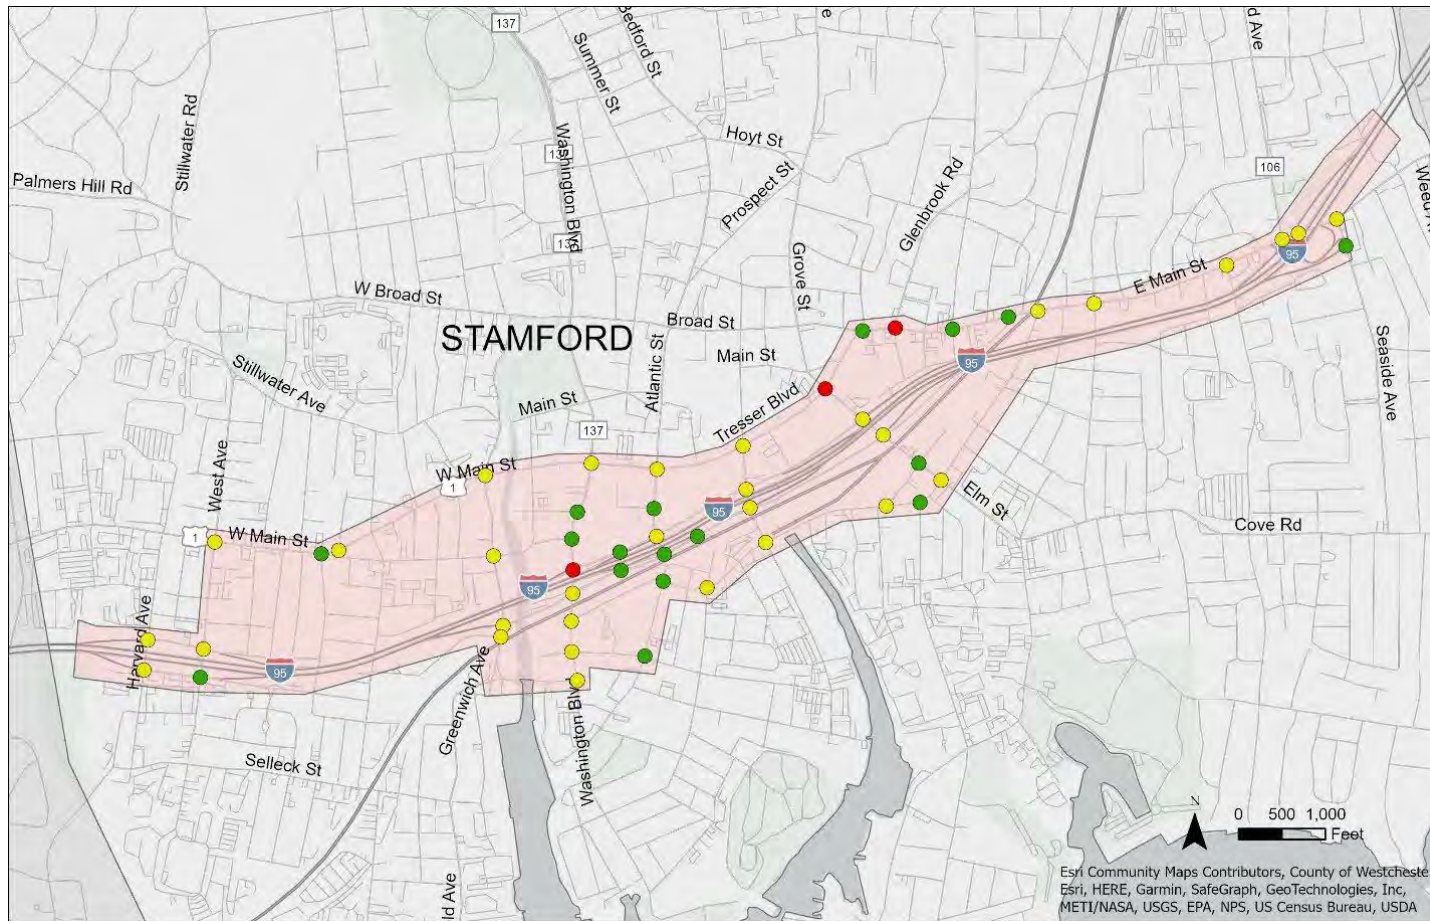 137
Bedford St
Summer St
Hoyt St
Washington Blvd
Stillwater Rd
Palmers Hill Rd
Prospect St
Glenbrook Rd
106
d Ave
e
Grove St
W Broad St
E Main St
95
Broad St
STAMFORD
Main St
Atlantic St
Seaside Ave
Stillwater Ave
Main St
Tresser Blvd
95
137
West Ave
W Main St
1
95
Elm St
Cove Rd
1
W Main St
95
Harvard Ave
95
Greenwich Ave
Washington Blvd
Selleck St
N
0 500 1,000
Feet
ld Ave
Esri Community Maps Contributors, County of Westcheste
Esri, HERE, Garmin, SafeGraph, GeoTechnologies, Inc,
METI/NASA, USGS, EPA, NPS, US Census Bureau, USDA